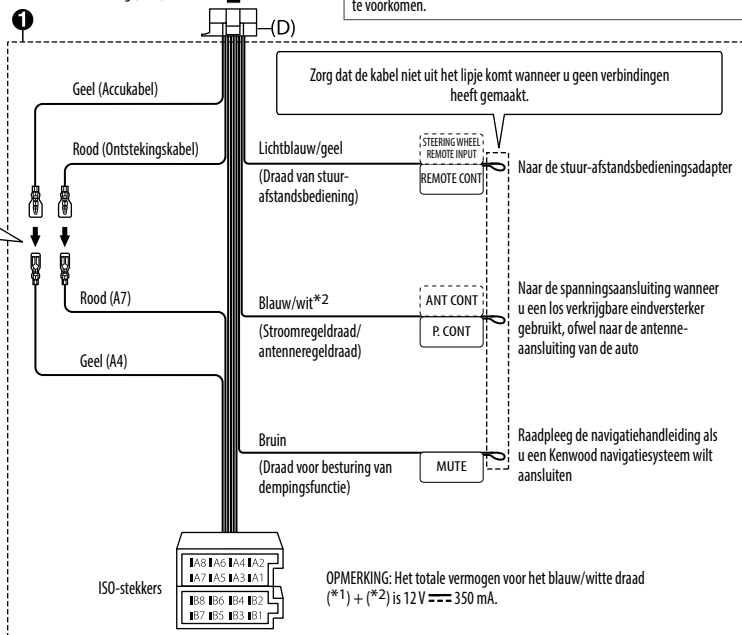 te voorkomen.
1
(D)
Zorg dat de kabel niet uit het lipje komt wanneer u geen verbindingen
heeft gemaakt.
Geel (Accukabel)
Rood (Ontstekingskabel)
Lichtblauw/geel
(Draad van stuur-
afstandsbediening)
STEERING WHEEL
REMOTE INPUT
REMOTE CONT
Naar de stuur-afstandsbedieningsadapter
Rood (A7)
Geel (A4)
Blauw/wit*2
(Stroomregeldraad/
antenneregeldraad)
ANT CONT
P. CONT
Naar de spanningsaansluiting wanneer
u een los verkrijgbare eindversterker
gebruikt, ofwel naar de antenne-
aansluiting van de auto
Bruin
(Draad voor besturing van
dempingsfunctie)
MUTE
Raadpleeg de navigatiehandleiding als
u een Kenwood navigatiesysteem wilt
aansluiten
ISO-stekkers
A8 A6 A4 A2
A7 A5 A3 A1
B8 B6 B4 B2
B7 B5 B3 B1
OPMERKING: Het totale vermogen voor het blauw/witte draad
(*1) + (*2) is 12 V ⎓ 350 mA.